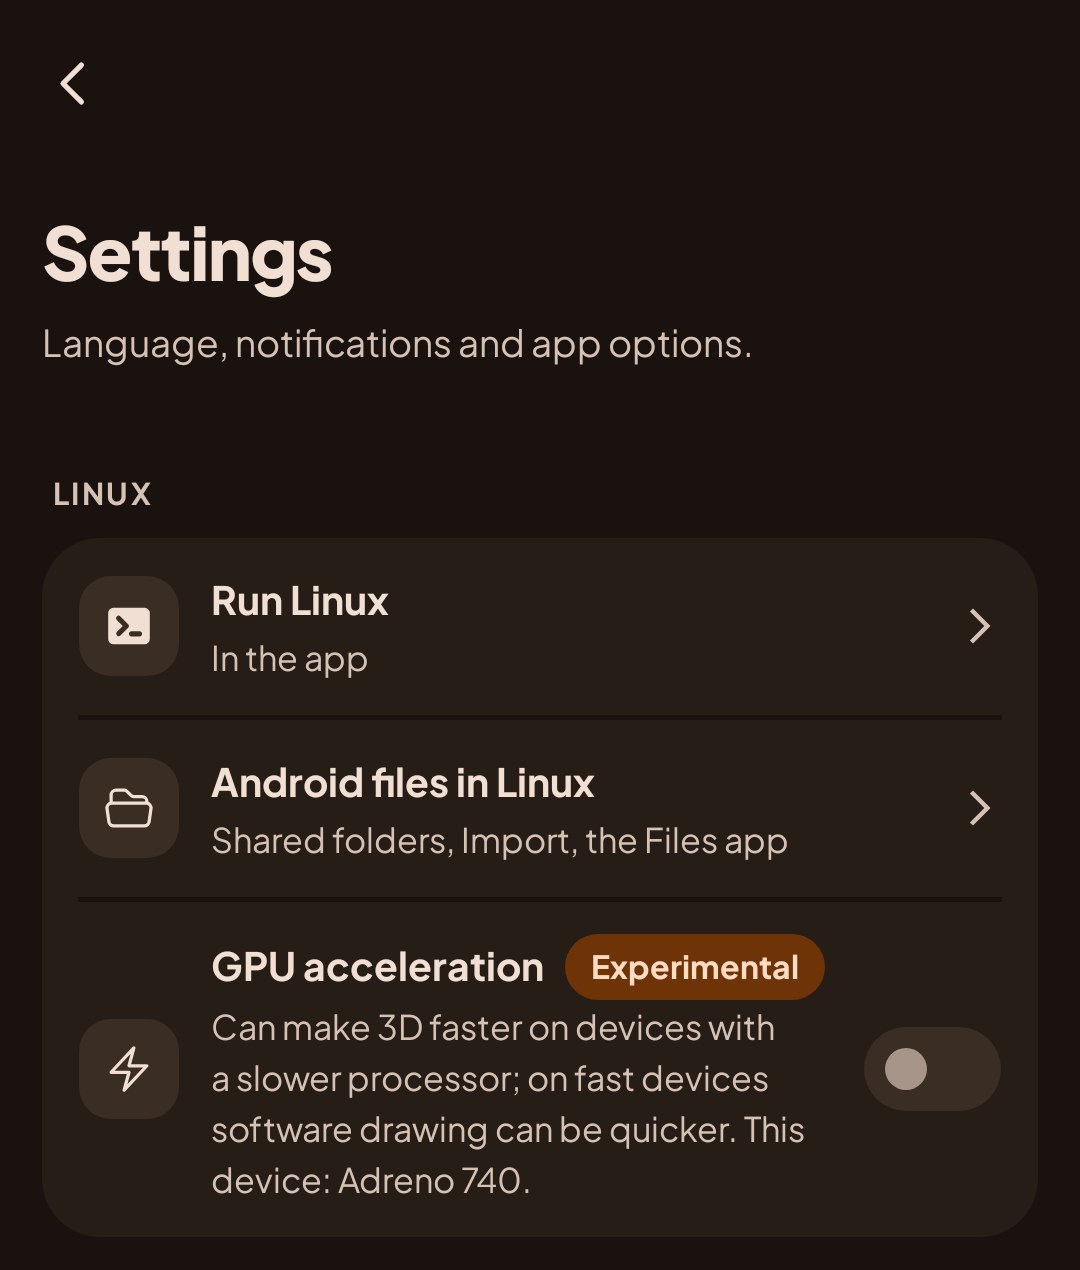 Settings
Language, notifications and app options.
LINUX
Run Linux
In the app
Android files in Linux
Shared folders, Import, the Files app
GPU acceleration Experimental
Can make 3D faster on devices with
a slower processor; on fast devices
software drawing can be quicker. This
device: Adreno 740.